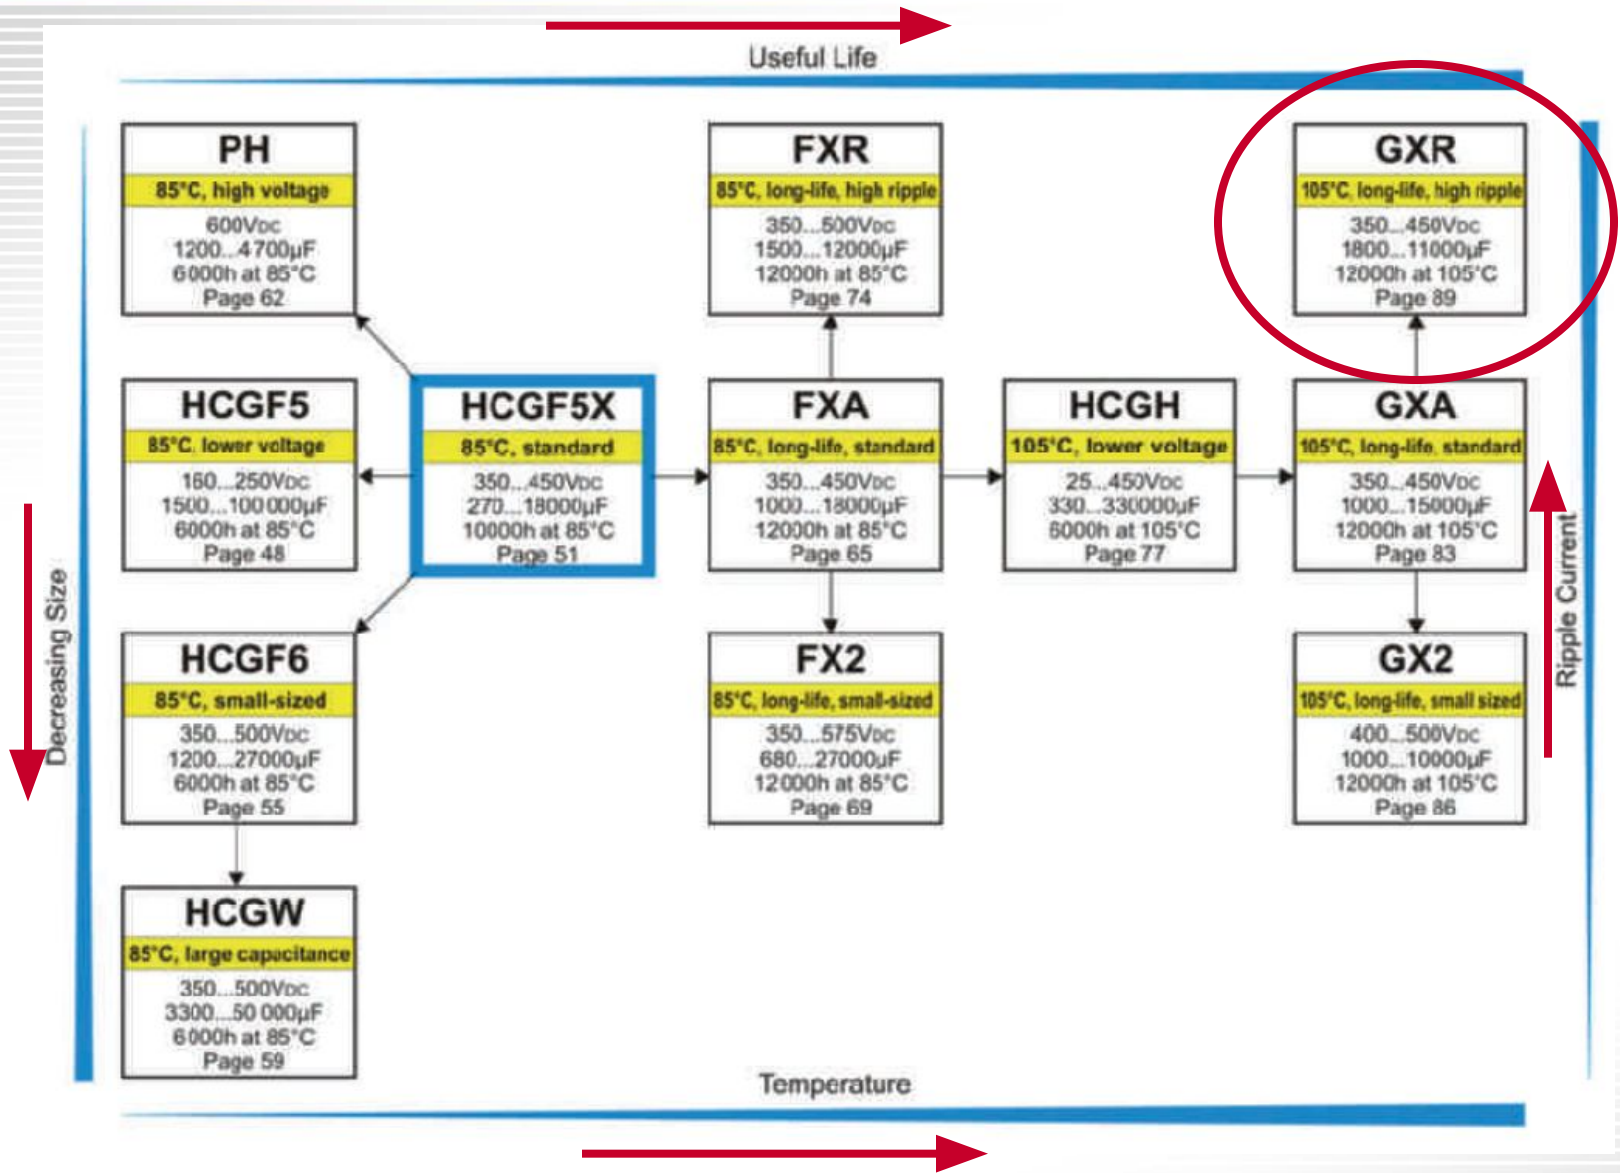 Useful Life
PH
85°C, high voltage
600VDC
1200...4700µF
6000h at 85°C
Page 62
FXR
85°C, long-life, high ripple
350...500VDC
1500...12000µF
12000h at 85°C
Page 74
GXR
105°C, long-life, high ripple
350...450VDC
1800...11000µF
12000h at 105°C
Page 89
HCGF5
85°C, lower voltage
160...250VDC
1500...100000µF
6000h at 85°C
Page 48
HCGF5X
85°C, standard
350...450VDC
270...18000µF
10000h at 85°C
Page 51
FXA
85°C, long-life, standard
350...450VDC
1000...18000µF
12000h at 85°C
Page 65
HCGH
105°C, lower voltage
25...450VDC
330...330000µF
6000h at 105°C
Page 77
GXA
105°C, long-life, standard
350...450VDC
1000...15000µF
12000h at 105°C
Page 83
Decreasing Size
Ripple Current
HCGF6
85°C, small-sized
350...500VDC
1200...27000µF
6000h at 85°C
Page 55
FX2
85°C, long-life, small-sized
350...575VDC
680...27000µF
12000h at 85°C
Page 69
GX2
105°C, long-life, small sized
400...500VDC
1000...10000µF
12000h at 105°C
Page 86
HCGW
85°C, large capacitance
350...500VDC
3300...50 000µF
6000h at 85°C
Page 59
Temperature